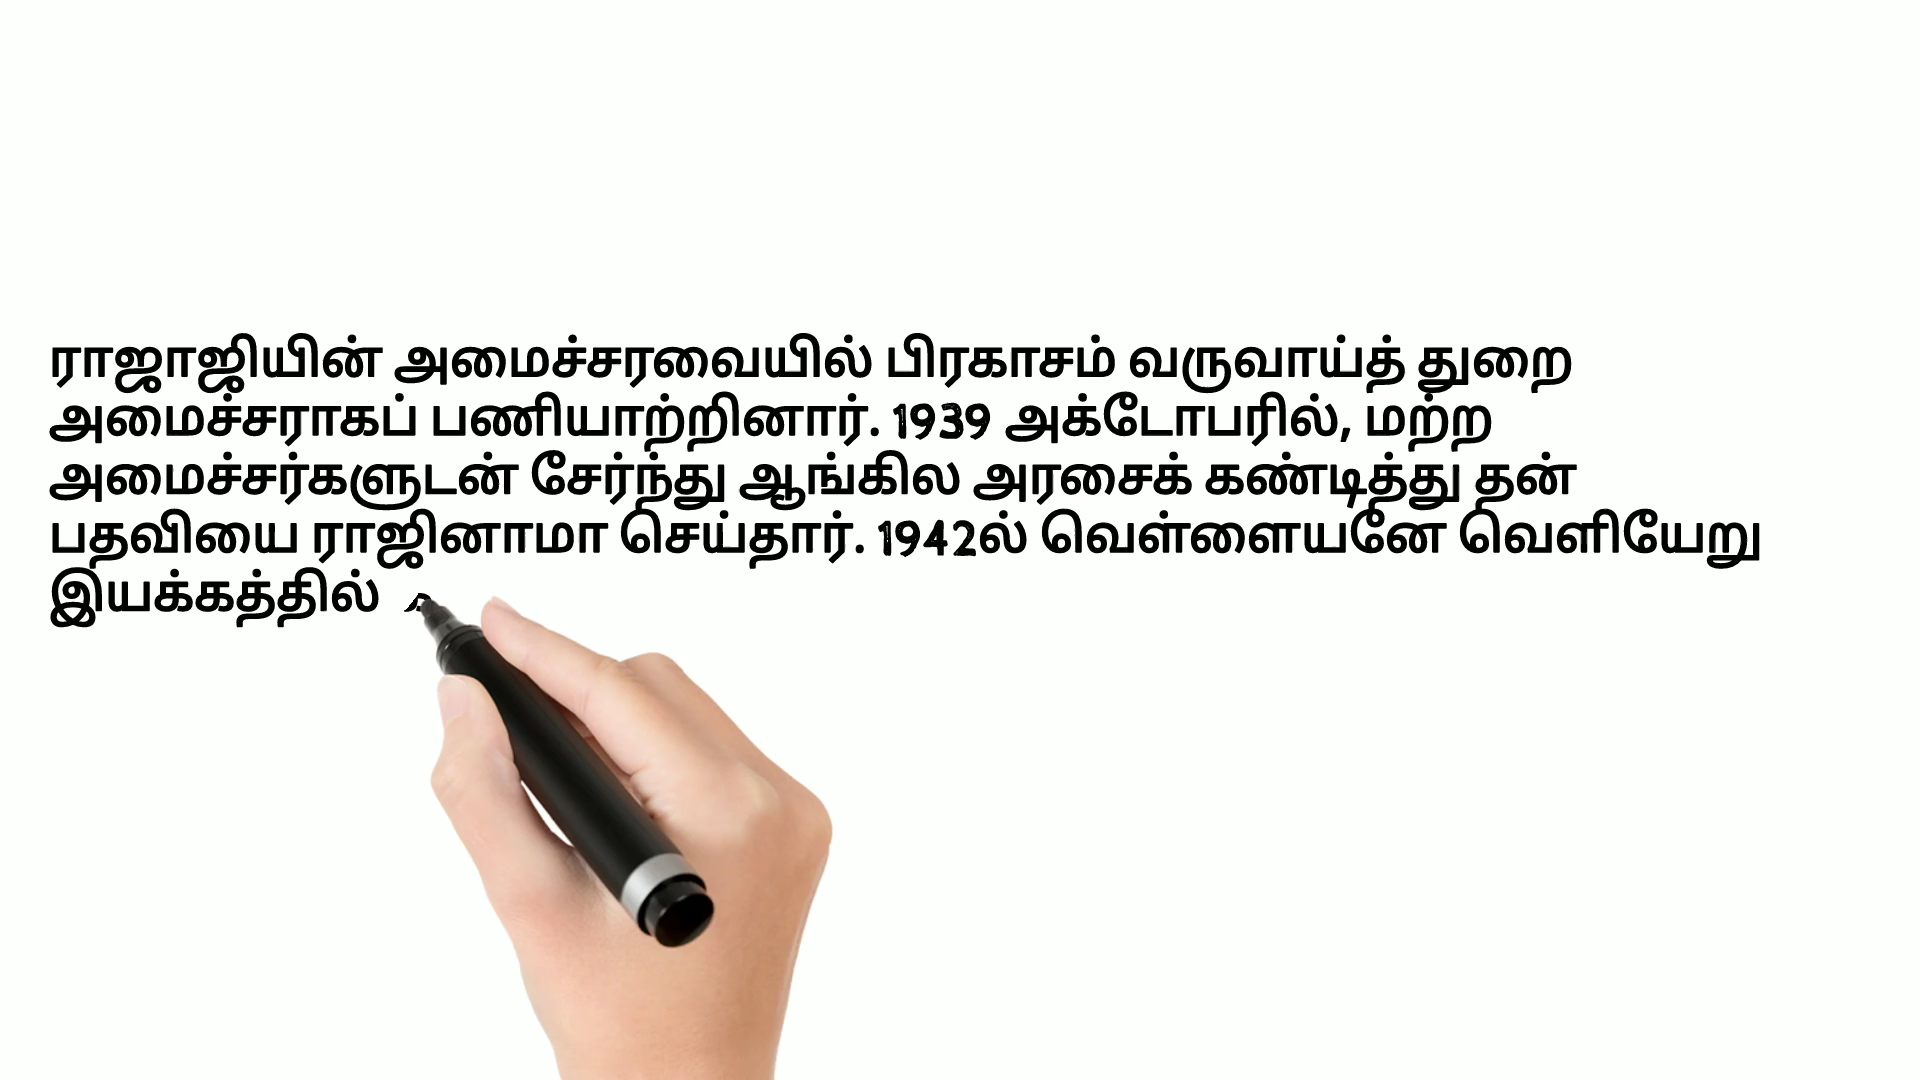 ராஜாஜியின் அமைச்சரவையில் பிரகாசம் வருவாய்த் துறை
அமைச்சராகப் பணியாற்றினார். 1939 அக்டோபரில், மற்ற
அமைச்சர்களுடன் சேர்ந்து ஆங்கில அரசைக் கண்டித்து தன்
பதவியை ராஜினாமா செய்தார். 1942ல் வெள்ளையனே வெளியேறு
இயக்கத்தில்